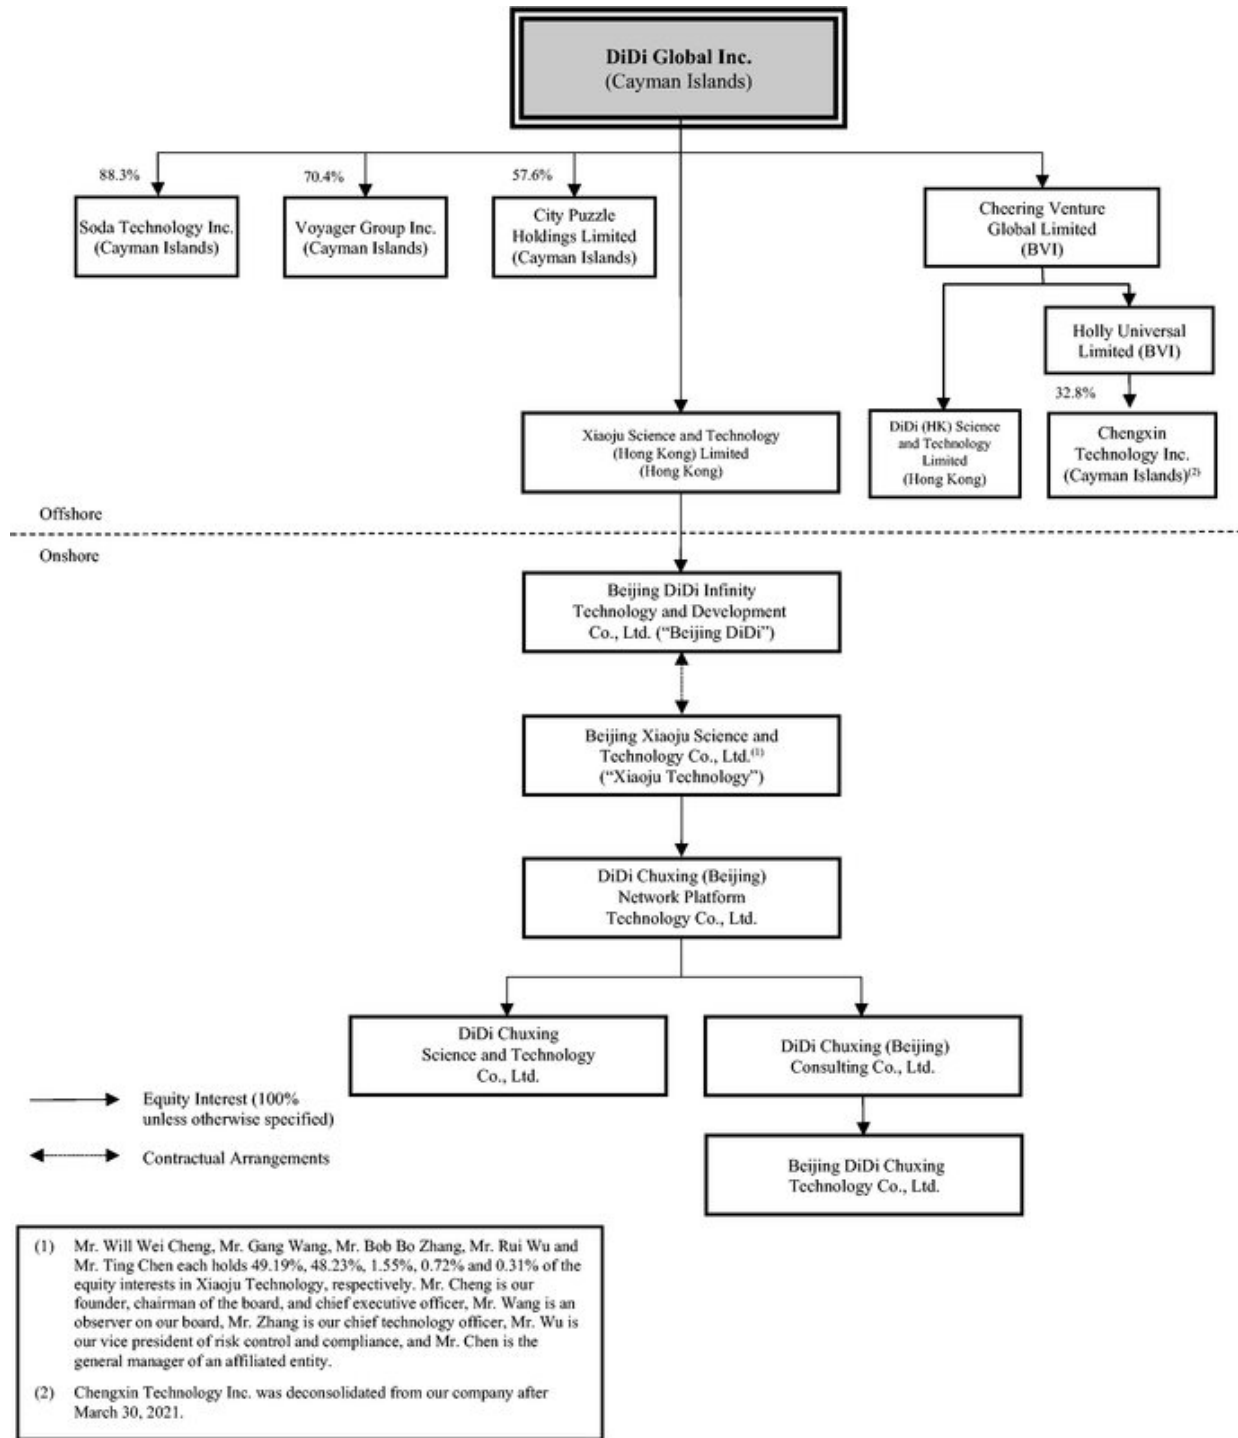 DiDi Global Inc.
(Cayman Islands)
88.3%
70.4%
57.6%
Soda Technology Inc.
(Cayman Islands)
Voyager Group Inc.
(Cayman Islands)
City Puzzle
Holdings Limited
(Cayman Islands)
Cheering Venture
Global Limited
(BVI)
Holly Universal
Limited (BVI)
32.8%
Xiaoju Science and Technology
(Hong Kong) Limited
(Hong Kong)
DiDi (HK) Science
and Technology
Limited
(Hong Kong)
Chengxin
Technology Inc.
(Cayman Islands)(2)
Offshore
Onshore
Beijing DiDi Infinity
Technology and Development
Co., Ltd. (“Beijing DiDi”)
Beijing Xiaoju Science and
Technology Co., Ltd.(1)
(“Xiaoju Technology”)
DiDi Chuxing (Beijing)
Network Platform
Technology Co., Ltd.
DiDi Chuxing
Science and Technology
Co., Ltd.
DiDi Chuxing (Beijing)
Consulting Co., Ltd.
Beijing DiDi Chuxing
Technology Co., Ltd.
Equity Interest (100%
unless otherwise specified)
Contractual Arrangements
(1) Mr. Will Wei Cheng, Mr. Gang Wang, Mr. Bob Bo Zhang, Mr. Rui Wu and
Mr. Ting Chen each holds 49.19%, 48.23%, 1.55%, 0.72% and 0.31% of the
equity interests in Xiaoju Technology, respectively. Mr. Cheng is our
founder, chairman of the board, and chief executive officer, Mr. Wang is an
observer on our board, Mr. Zhang is our chief technology officer, Mr. Wu is
our vice president of risk control and compliance, and Mr. Chen is the
general manager of an affiliated entity.
(2) Chengxin Technology Inc. was deconsolidated from our company after
March 30, 2021.